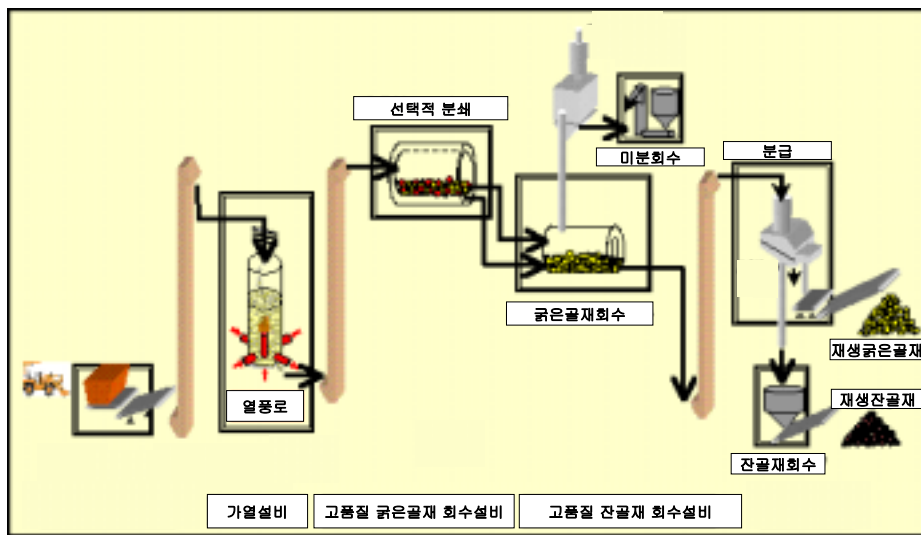 선택적 분쇄
미분회수
분급
굵은골재회수
재생굵은골재
열풍로
재생잔골재
잔골재회수
가열설비
고품질 굵은골재 회수설비
고품질 잔골재 회수설비